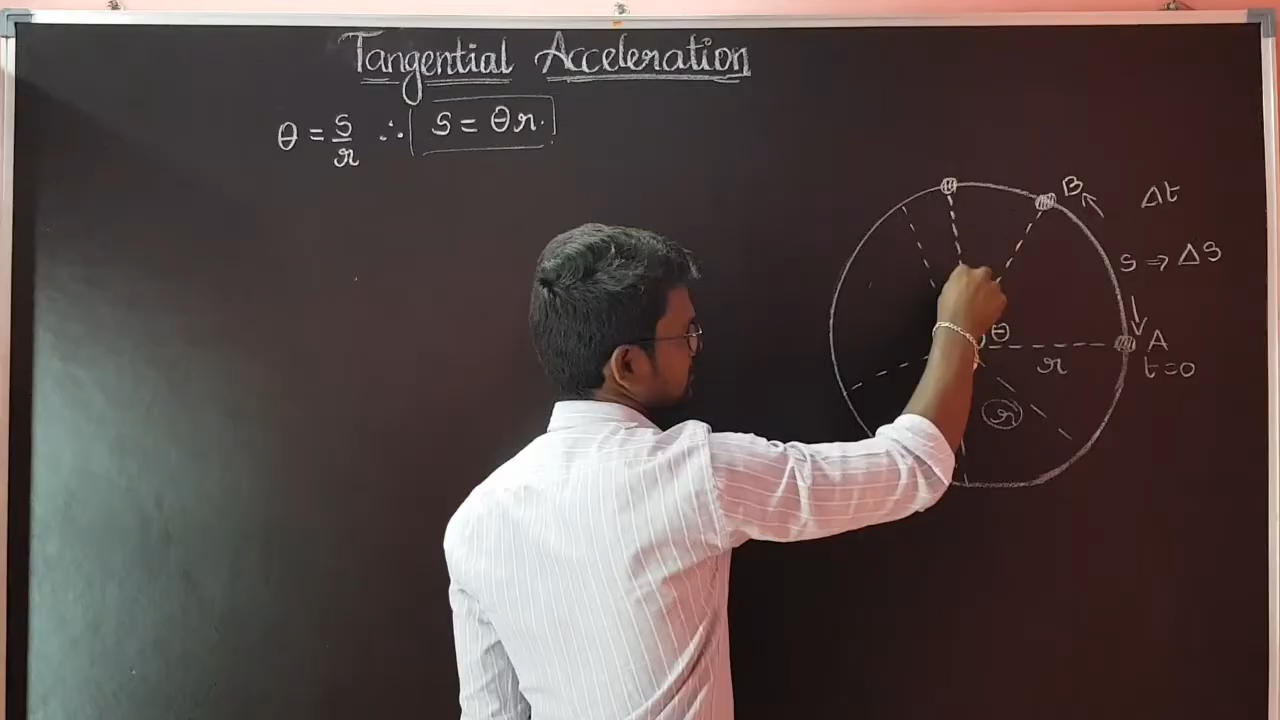 Tangential Acceleration
θ = s/r ∴ s = θr.
B
Δt
s ⇒ Δs
θ
A
r
t=0
r